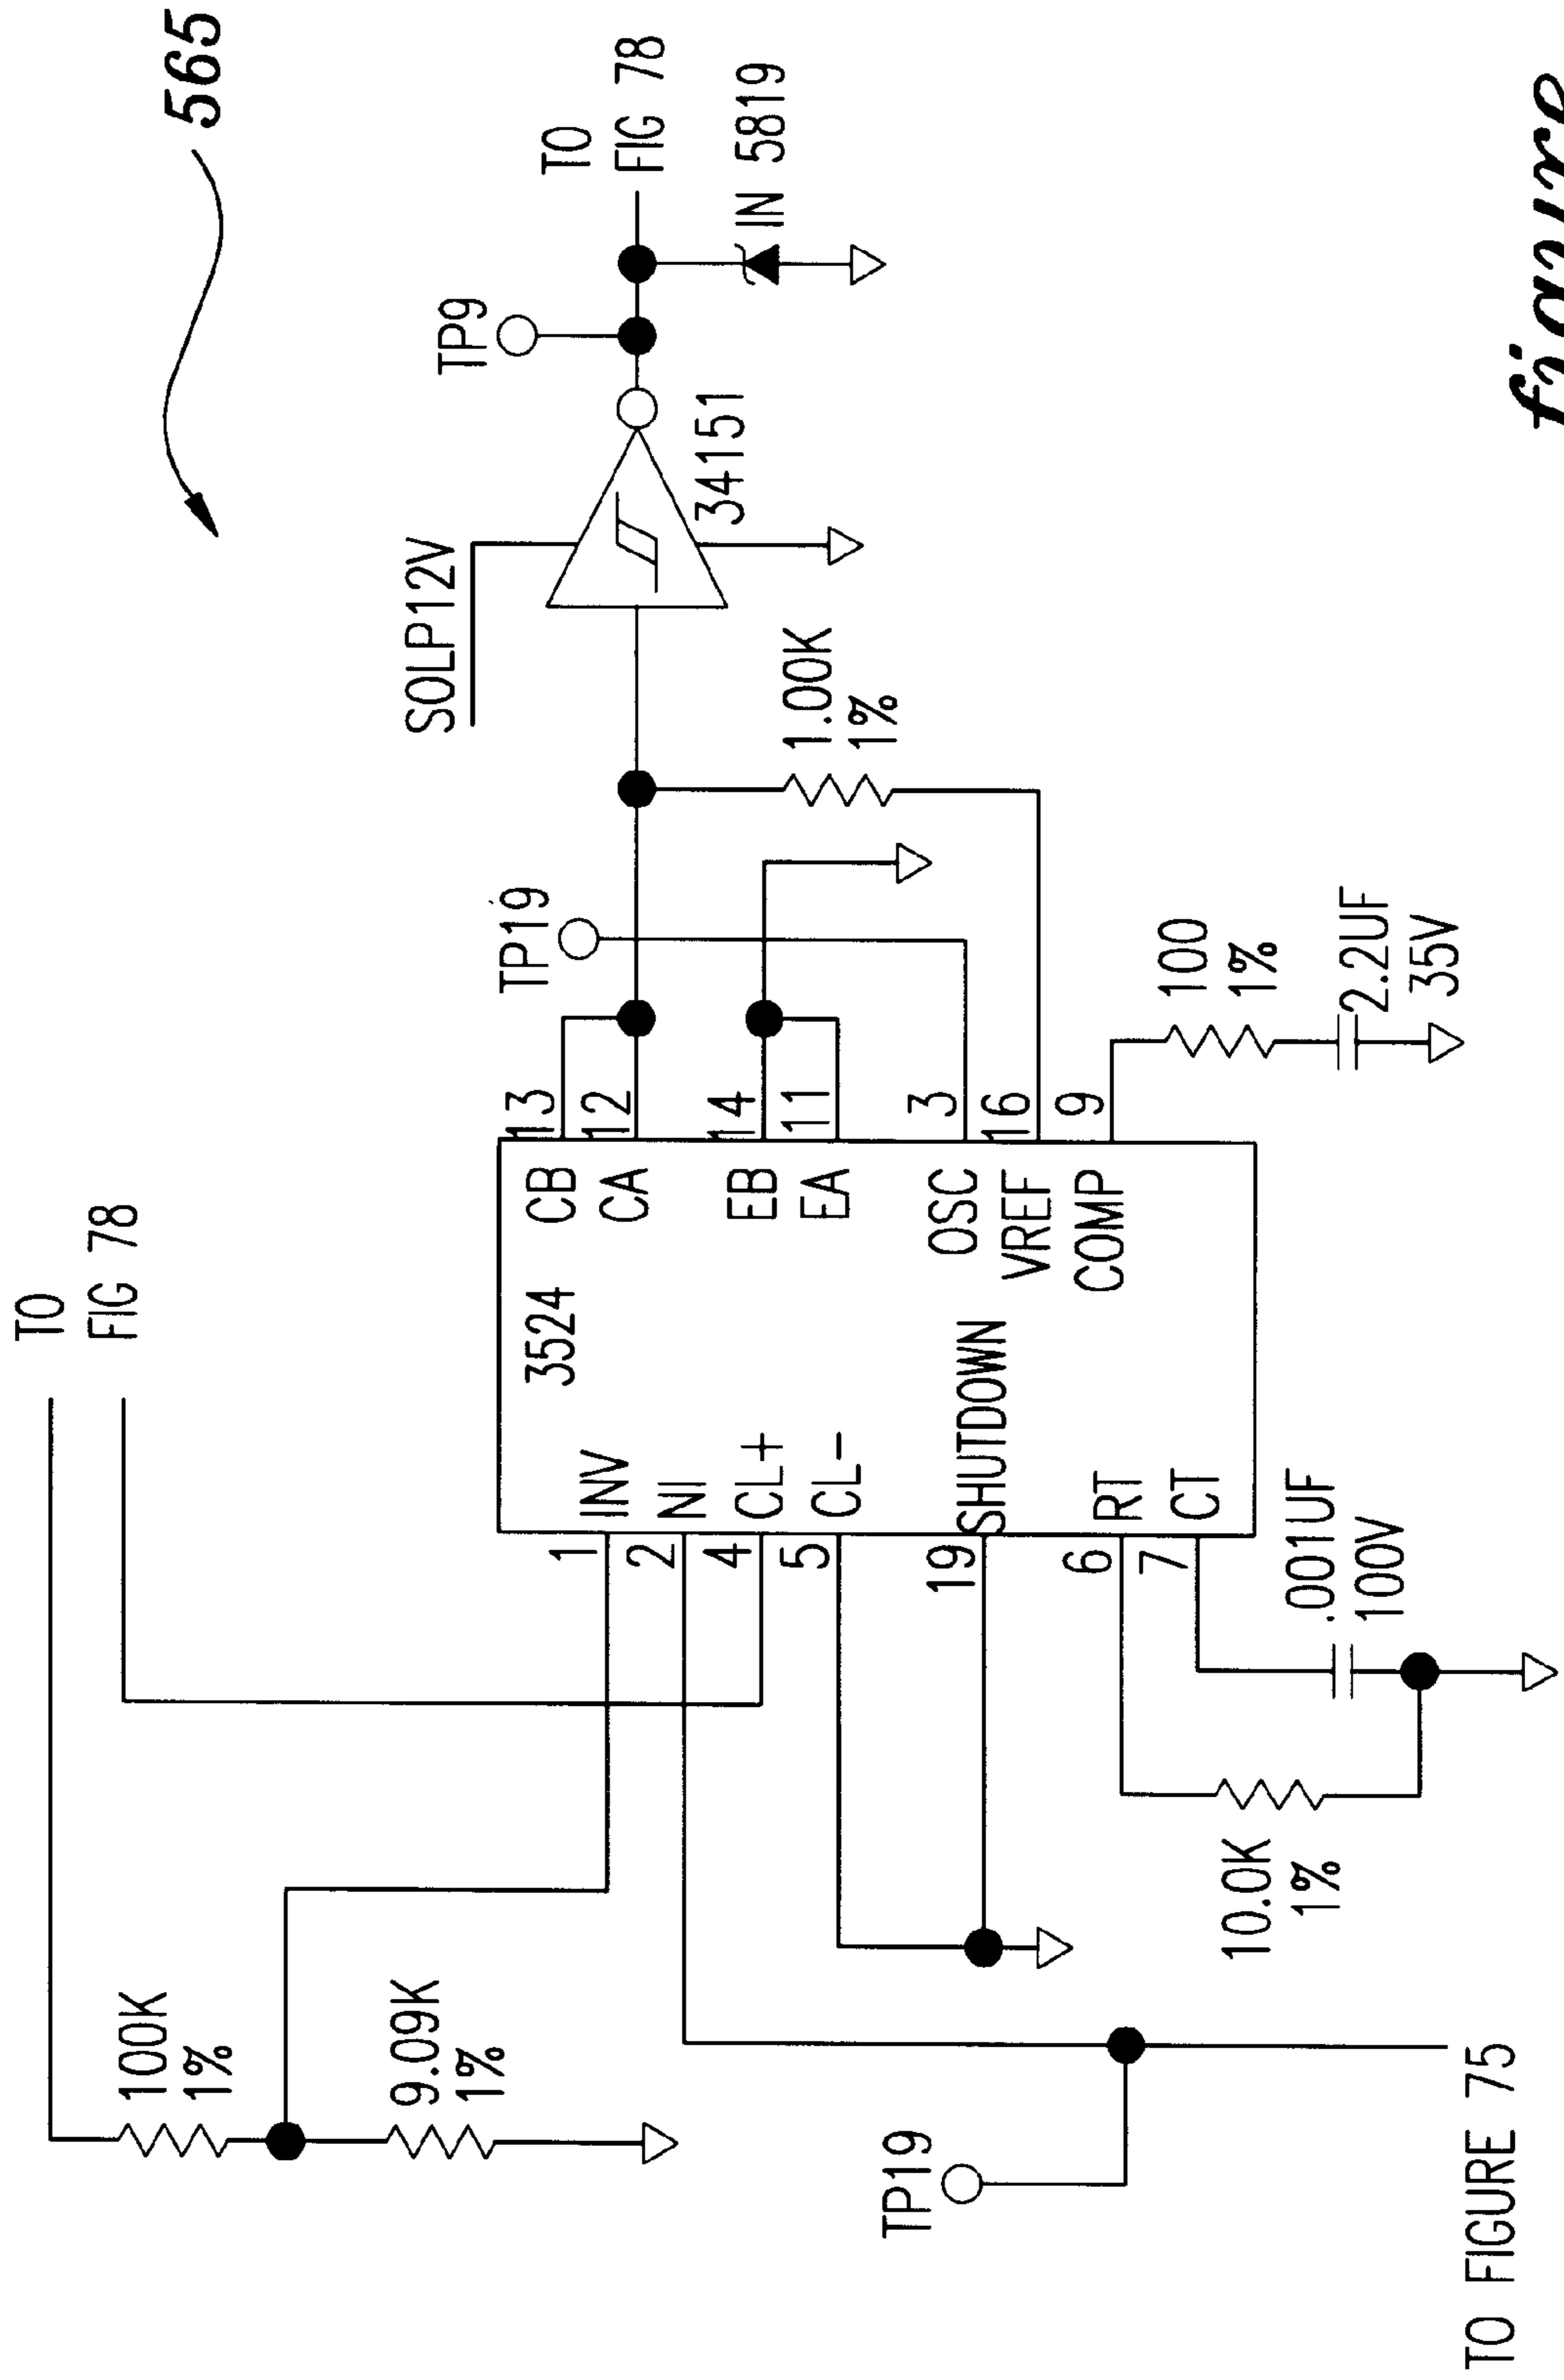 565
TO
FIG 78
TO
FIG 78
SOLP12V
TP9
34151
IN 5819
TP19
1.00K
1%
100K
1%
9.09K
1%
3524
1
INV
2
NI
4
CL+
5
CL-
19
SHUTDOWN
6
RT
7
CT
CB
13
CA
12
EB
14
EA
11
OSC
3
VREF
16
COMP
9
100
1%
2.2UF
35V
.001UF
100V
10.0K
1%
TP19
TO FIGURE 75
figure